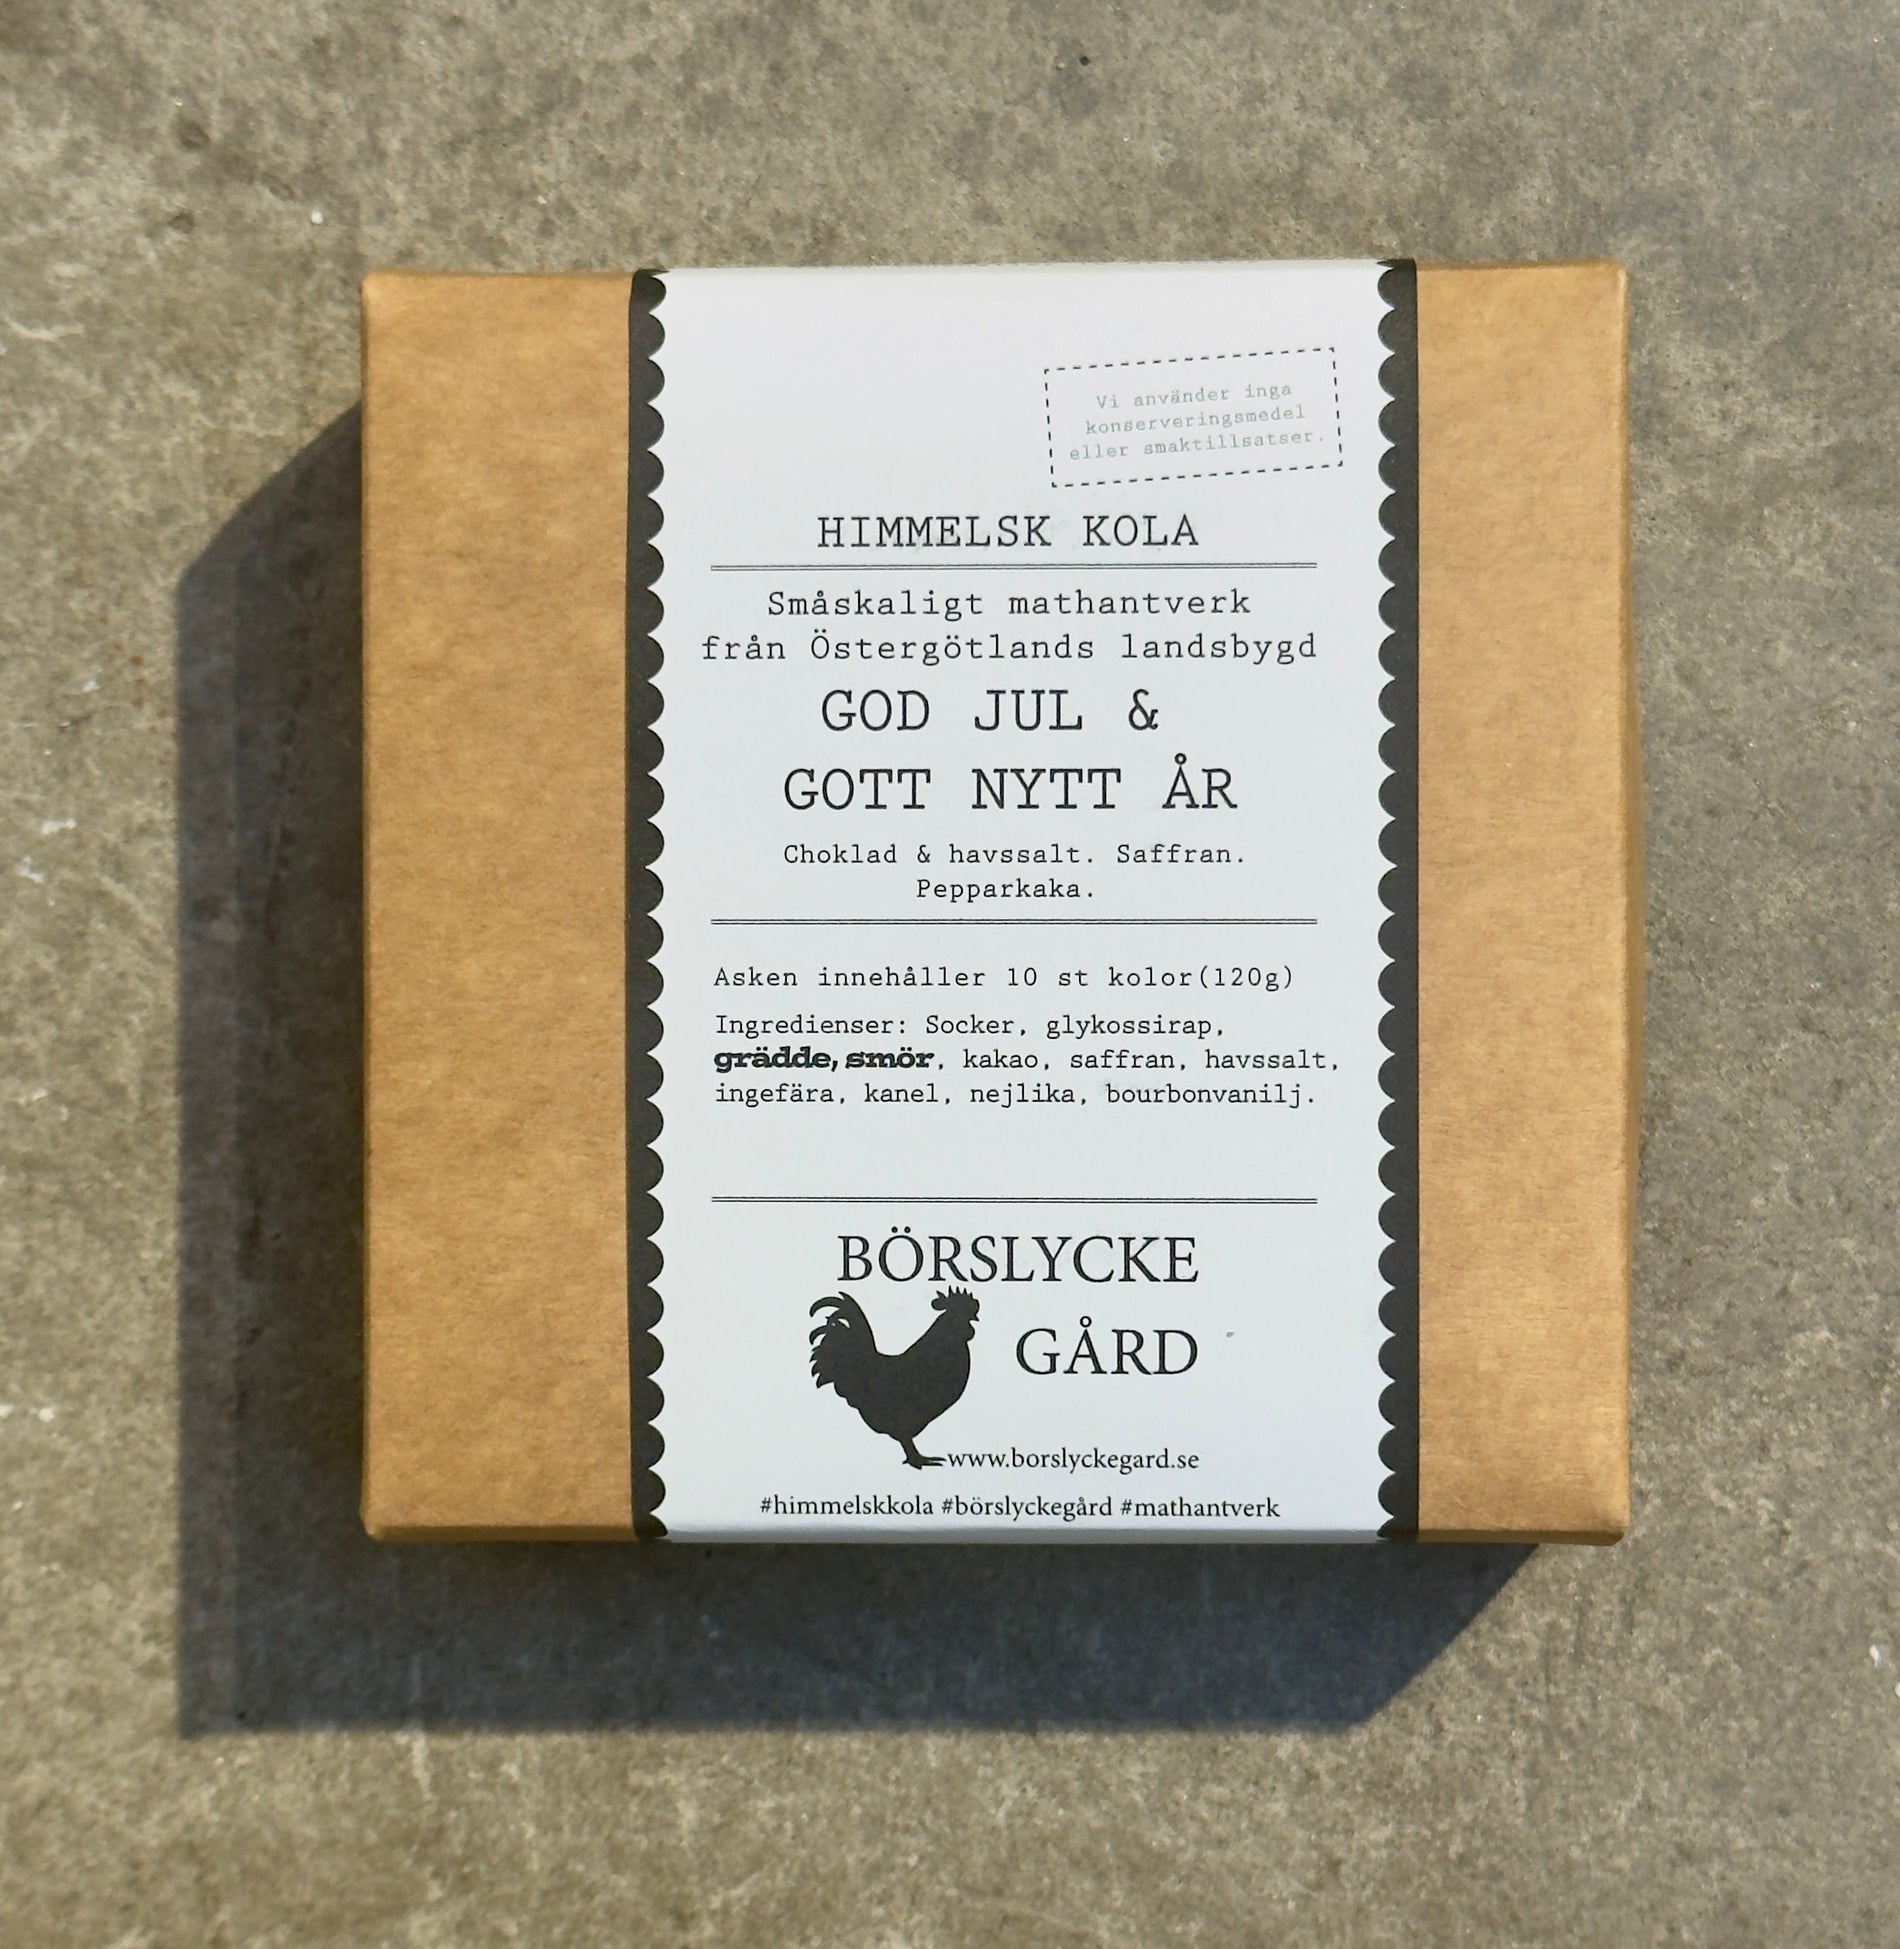 Vi använder inga
konserveringsmedel
eller smaktillsatser.
HIMMELSK KOLA
Småskaligt mathantverk
från Östergötlands landsbygd
GOD JUL &
GOTT NYTT ÅR
Choklad & havssalt. Saffran.
Pepparkaka.
Asken innehåller 10 st kolor(120g)
Ingredienser: Socker, glykossirap,
grädde, smör, kakao, saffran, havssalt,
ingefära, kanel, nejlika, bourbonvanilj.
BÖRSLYCKE
GÅRD
www.borslyckegard.se
#himmelskkola #börslyckegård #mathantverk